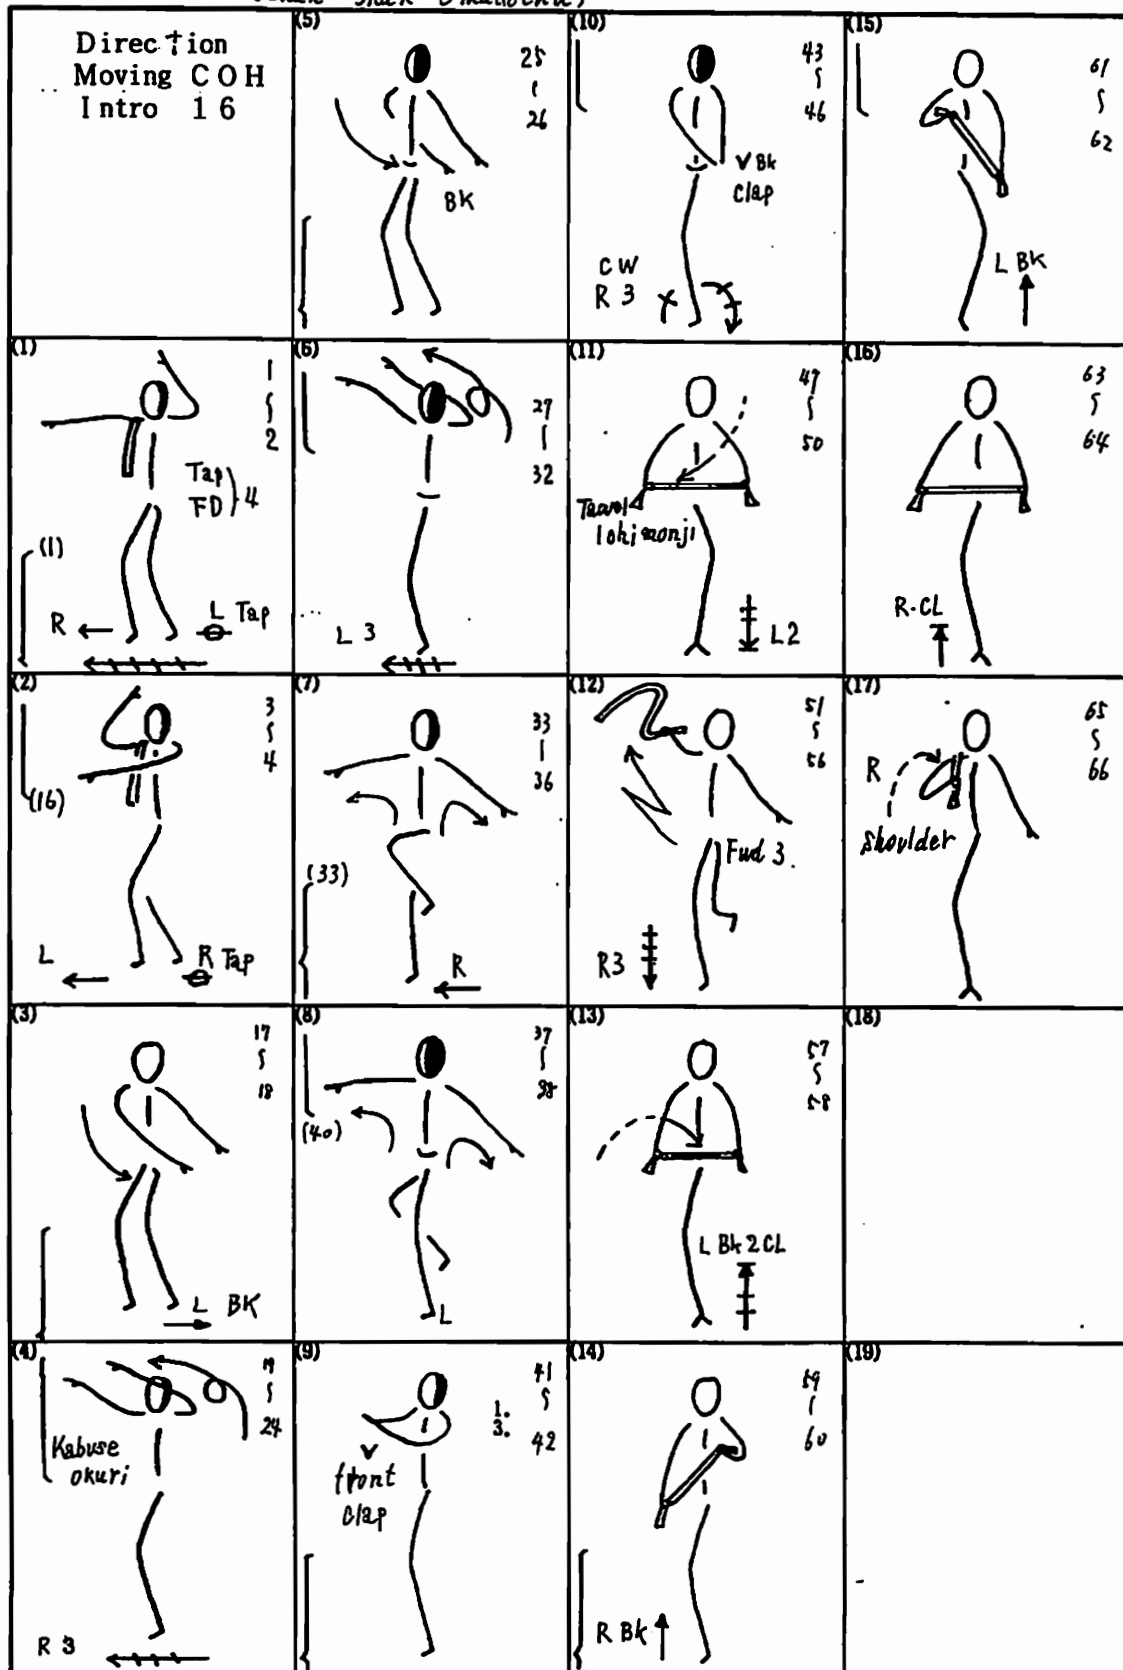 Direction
Moving COH
Intro 16
(1)
1
2
Tap
FD } 4
(1)
R
L Tap
(2)
3
4
(16)
L
R Tap
(3)
17
18
L BK
(4)
24
Kabuse
okuri
R 3
(5)
25
26
BK
(6)
27
32
L 3
(7)
33
36
(33)
R
(8)
37
38
(40)
L
(9)
41
1.
3.
42
front
clap
(10)
43
46
V BK
clap
CW
R 3
(11)
47
50
L2
(12)
51
56
Fwd 3.
R3
(13)
57
58
L Bk 2 CL
(14)
59
60
R Bk
(15)
61
62
L BK
(16)
63
64
R-CL
(17)
65
66
R
Shoulder
(18)
(19)